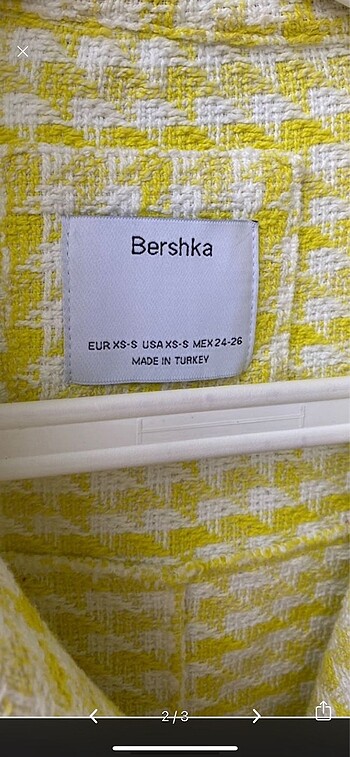 Bershka
EUR XS-S USA XS-S MEX 24-26
MADE IN TURKEY
2/3